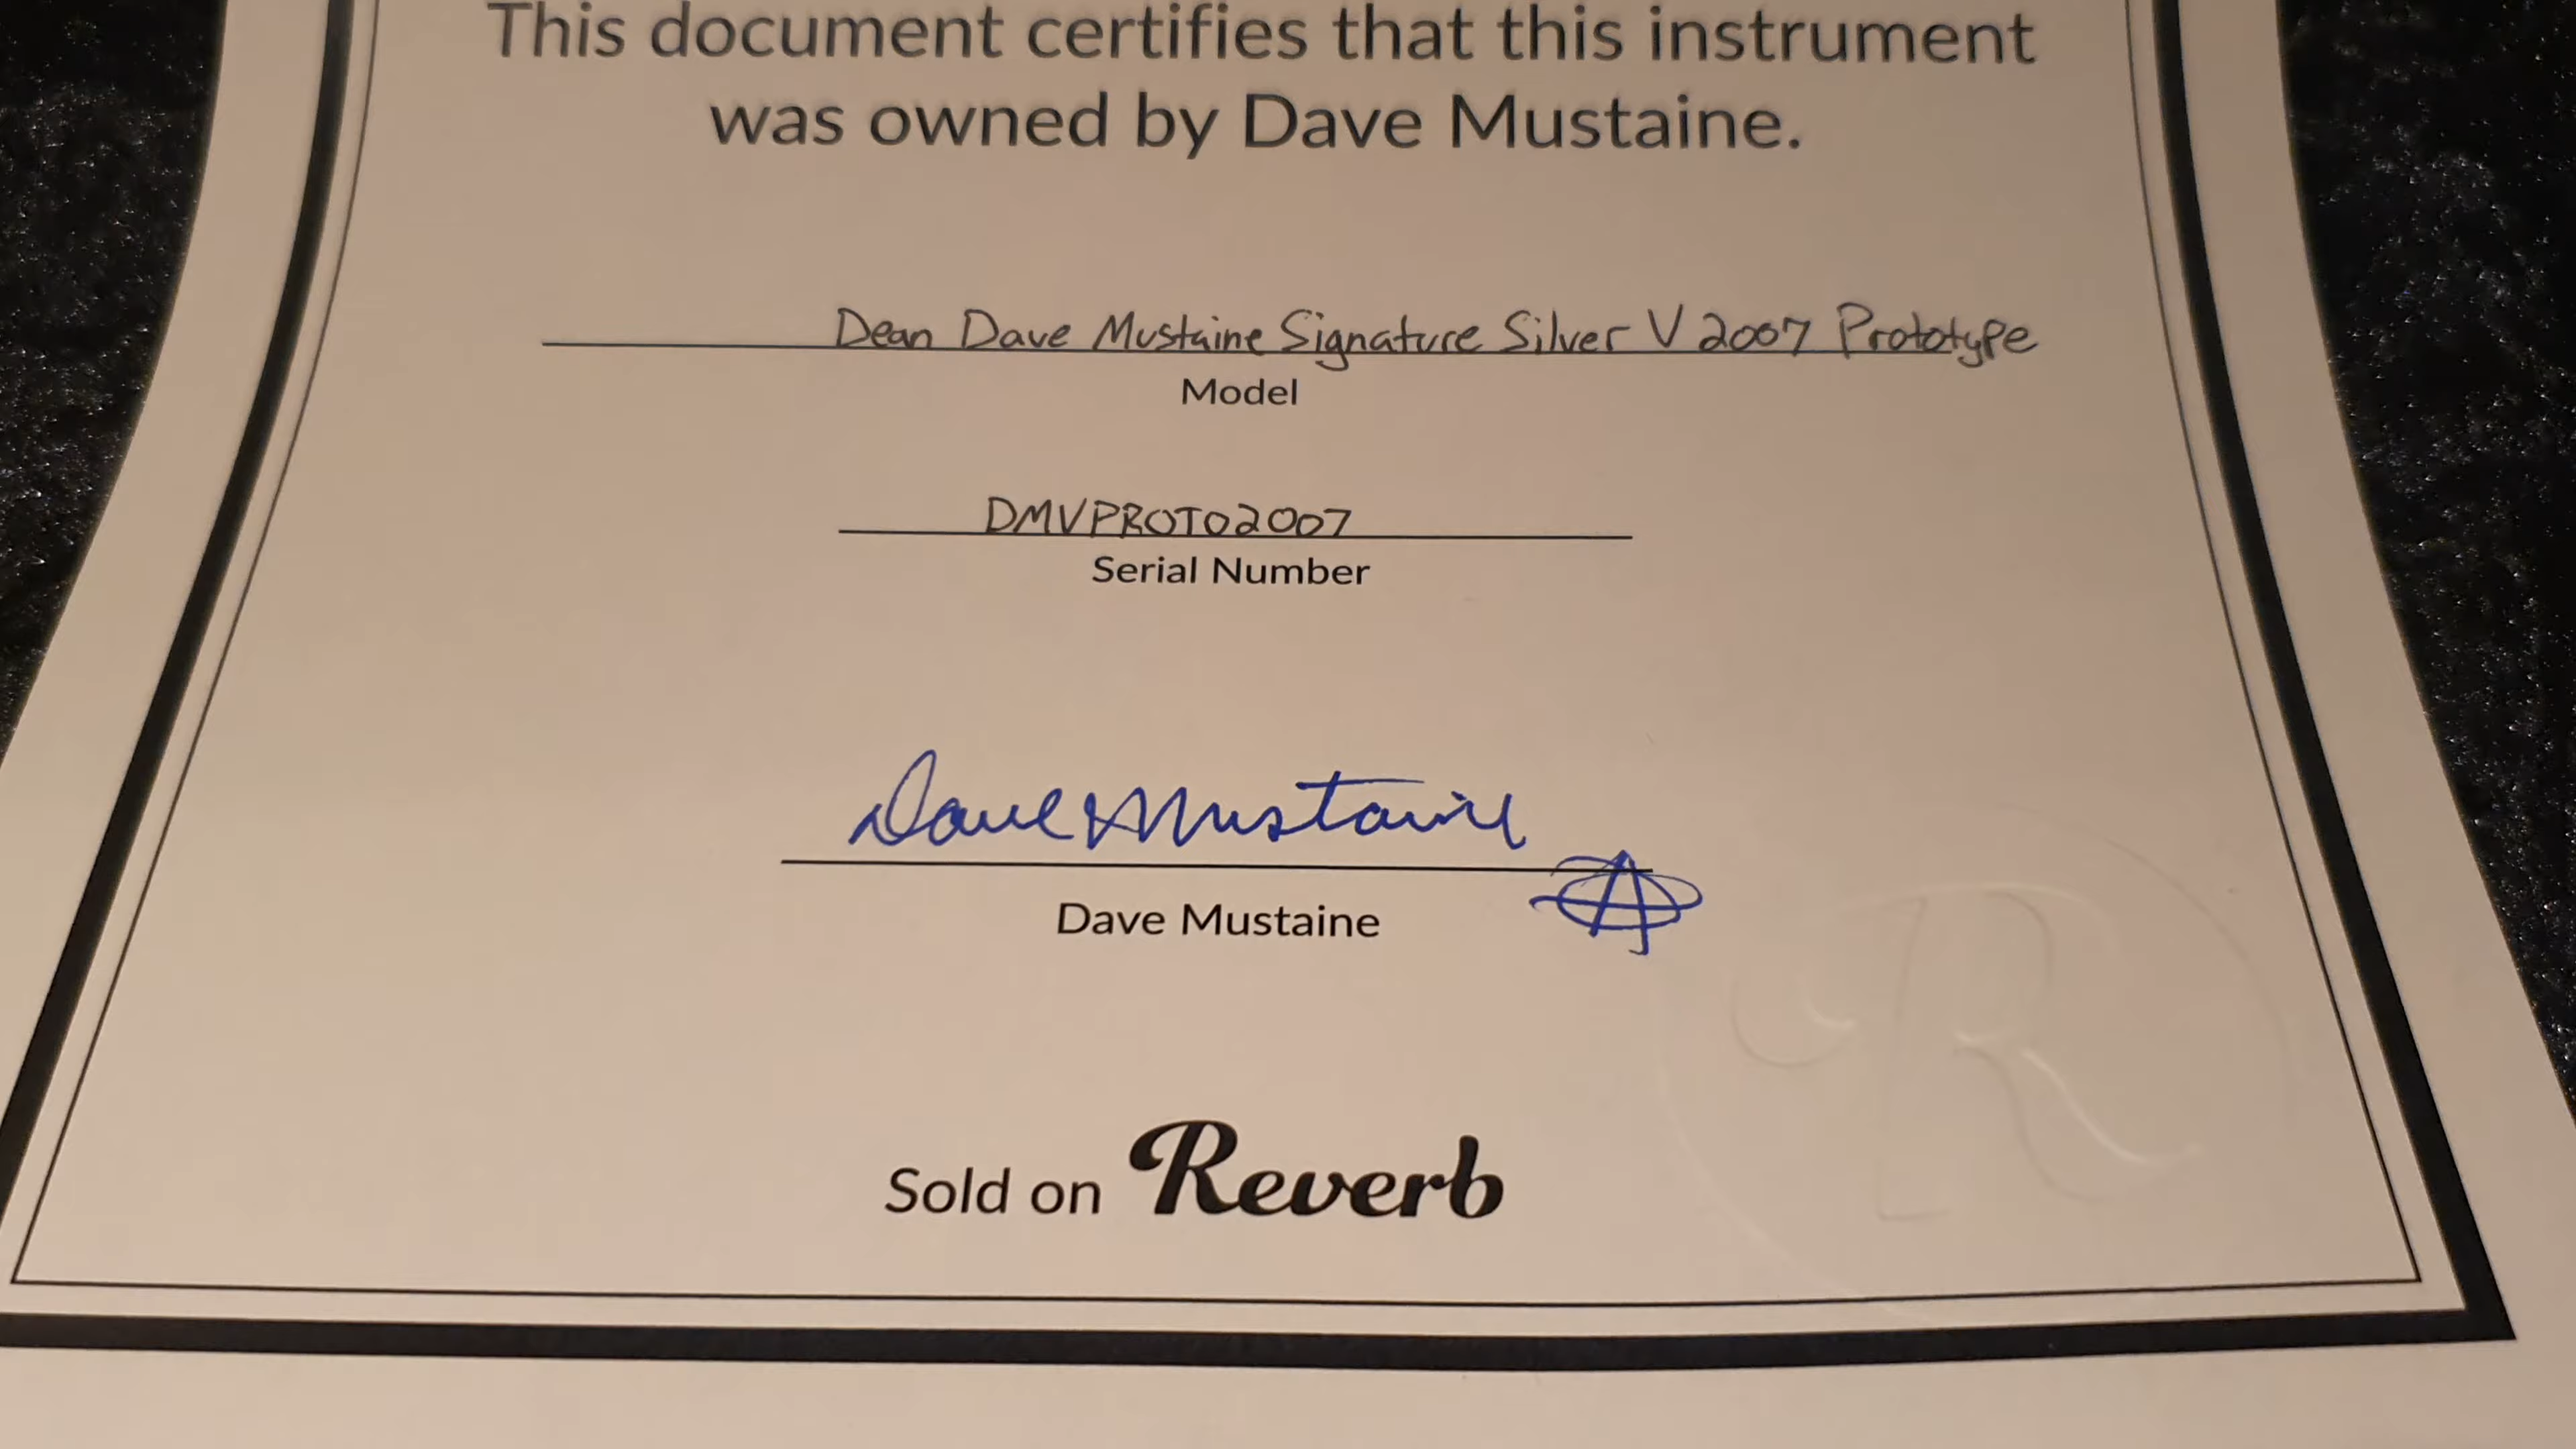 This document certifies that this instrument
was owned by Dave Mustaine.
Dean Dave Mustaine Signature Silver V 2007 Prototype
Model
DMVPROTO2007
Serial Number
Dave Mustaine
Dave Mustaine
Sold on Reverb
R